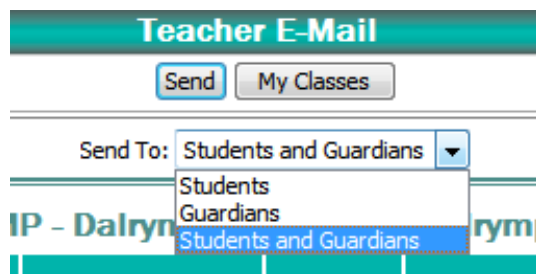 Teacher E-Mail
Send My Classes
Send To: Students and Guardians
Students
Guardians
Students and Guardians